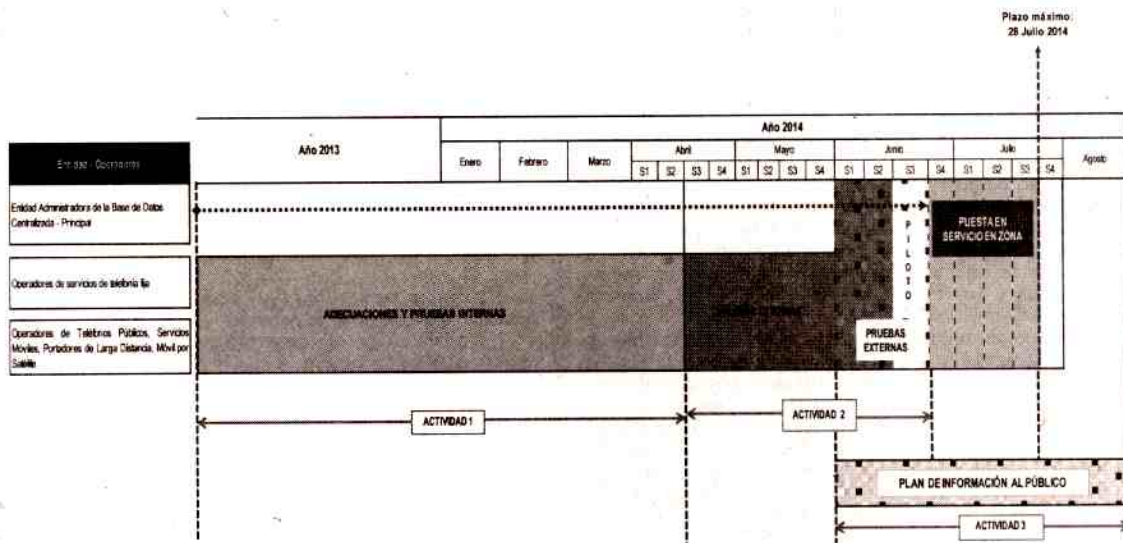 Plazo máximo:
28 Julio 2014
Año 2013
Año 2014
Enero
Febrero
Marzo
Abril
Mayo
Junio
Julio
Agosto
S1 S2 S3 S4 S1 S2 S3 S4 S1 S2 S3 S4 S1 S2 S3 S4
Entidad - Operadores
Entidad Administradora de la Base de Datos
Centralizada - Principal
PILOTO
PUESTA EN
SERVICIO EN ZONA
Operadores de servicios de telefonía fija
ADECUACIONES Y PRUEBAS INTERNAS
Operadores de Teléfonos Públicos, Servicios
Móviles, Portadores de Larga Distancia, Móvil por
Satélite
PRUEBAS
EXTERNAS
ACTIVIDAD 1
ACTIVIDAD 2
PLAN DE INFORMACIÓN AL PÚBLICO
ACTIVIDAD 3